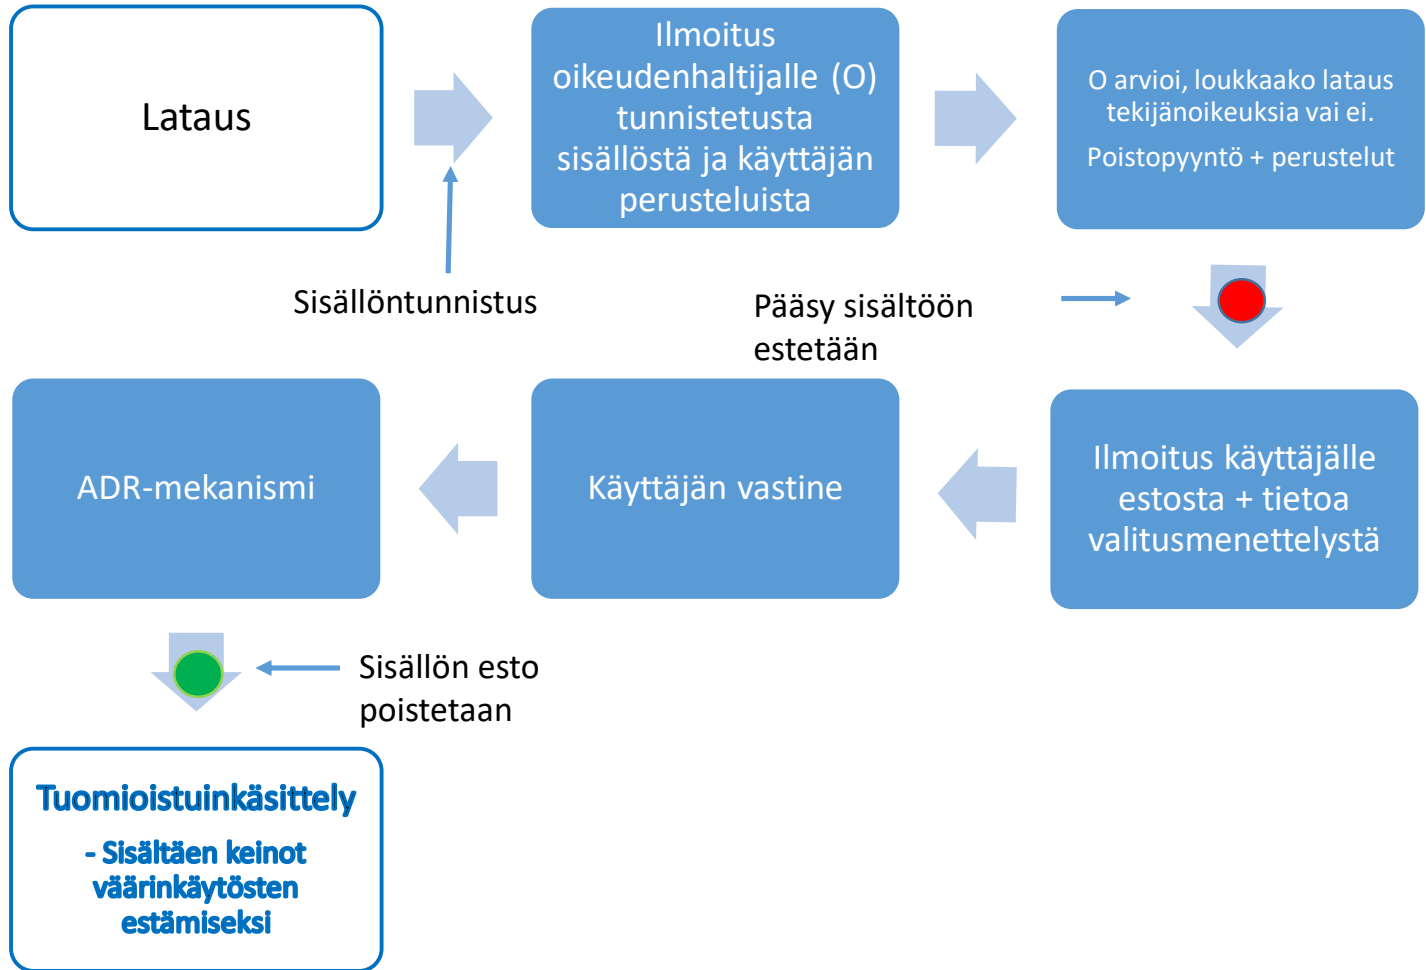 Lataus
Ilmoitus
oikeudenhaltijalle (O)
tunnistetusta
sisällöstä ja käyttäjän
perusteluista
O arvioi, loukkaako lataus
tekijänoikeuksia vai ei.
Poistopyyntö + perustelut
Sisällöntunnistus
Pääsy sisältöön
estetään
ADR-mekanismi
Käyttäjän vastine
Ilmoitus käyttäjälle
estosta + tietoa
valitusmenettelystä
Sisällön esto
poistetaan
Tuomioistuinkäsittely
- Sisältäen keinot
väärinkäytösten
estämiseksi